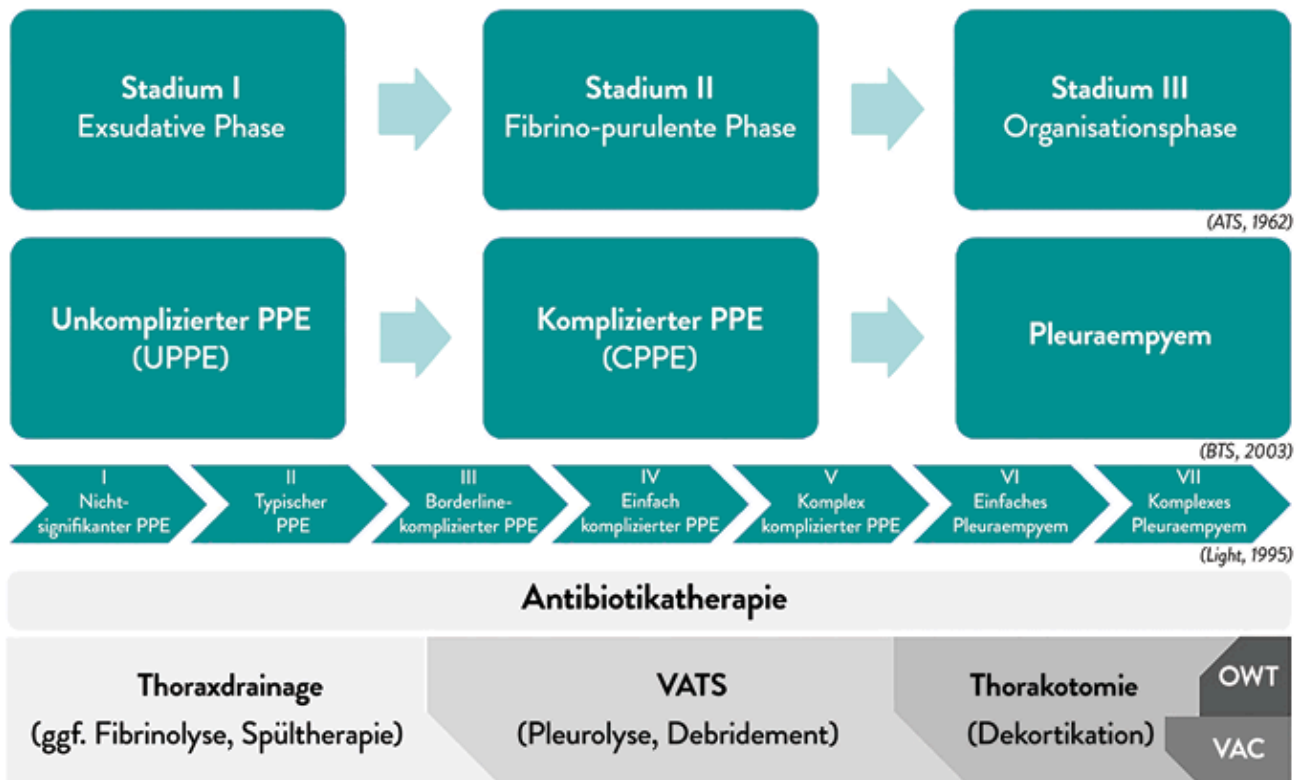 Stadium I
Exsudative Phase
Stadium II
Fibrino-purulente Phase
Stadium III
Organisationsphase
(ATS, 1962)
Unkomplizierter PPE
(UPPE)
Komplizierter PPE
(CPPE)
Pleuraempyem
(BTS, 2003)
I
Nicht-
signifikanter PPE
II
Typischer
PPE
III
Borderline-
komplizierter PPE
IV
Einfach
komplizierter PPE
V
Komplex
komplizierter PPE
VI
Einfaches
Pleuraempyem
VII
Komplexes
Pleuraempyem
(Light, 1995)
Antibiotikatherapie
Thoraxdrainage
(ggf. Fibrinolyse, Spültherapie)
VATS
(Pleurolyse, Debridement)
Thorakotomie
(Dekortikation)
OWT
VAC